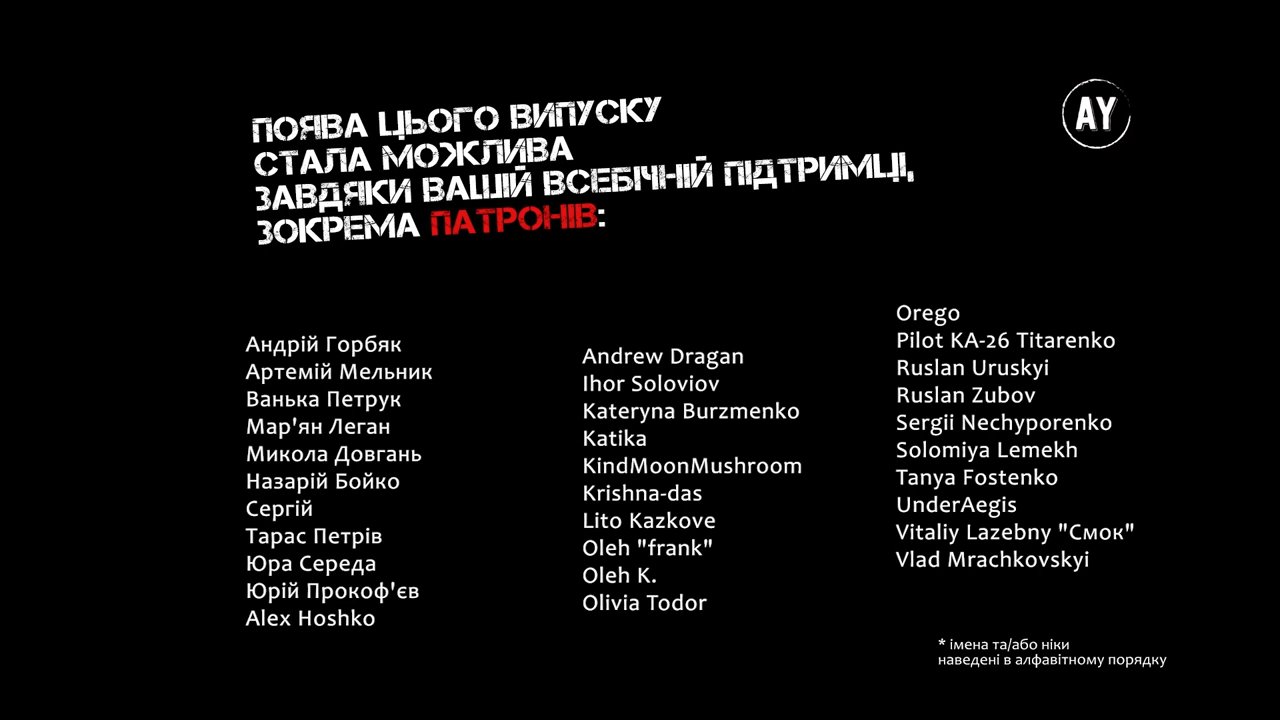 ПОЯВА ЦЬОГО ВИПУСКУ
СТАЛА МОЖЛИВА
ЗАВДЯКИ ВАШІЙ ВСЕБІЧНІЙ ПІДТРИМЦІ,
ЗОКРЕМА ПАТРОНІВ:
АУ
Андрій Горбяк
Артемій Мельник
Ванька Петрук
Мар'ян Леган
Микола Довгань
Назарій Бойко
Сергій
Тарас Петрів
Юра Середа
Юрій Прокоф'єв
Alex Hoshko
Andrew Dragan
Ihor Soloviov
Kateryna Burzmenko
Katika
KindMoonMushroom
Krishna-das
Lito Kazkove
Oleh "frank"
Oleh K.
Olivia Todor
Orego
Pilot KA-26 Titarenko
Ruslan Uruskyi
Ruslan Zubov
Sergii Nechyporenko
Solomiya Lemekh
Tanya Fostenko
UnderAegis
Vitaliy Lazebny "Смок"
Vlad Mrachkovskyi
* імена та/або ніки
наведені в алфавітному порядку